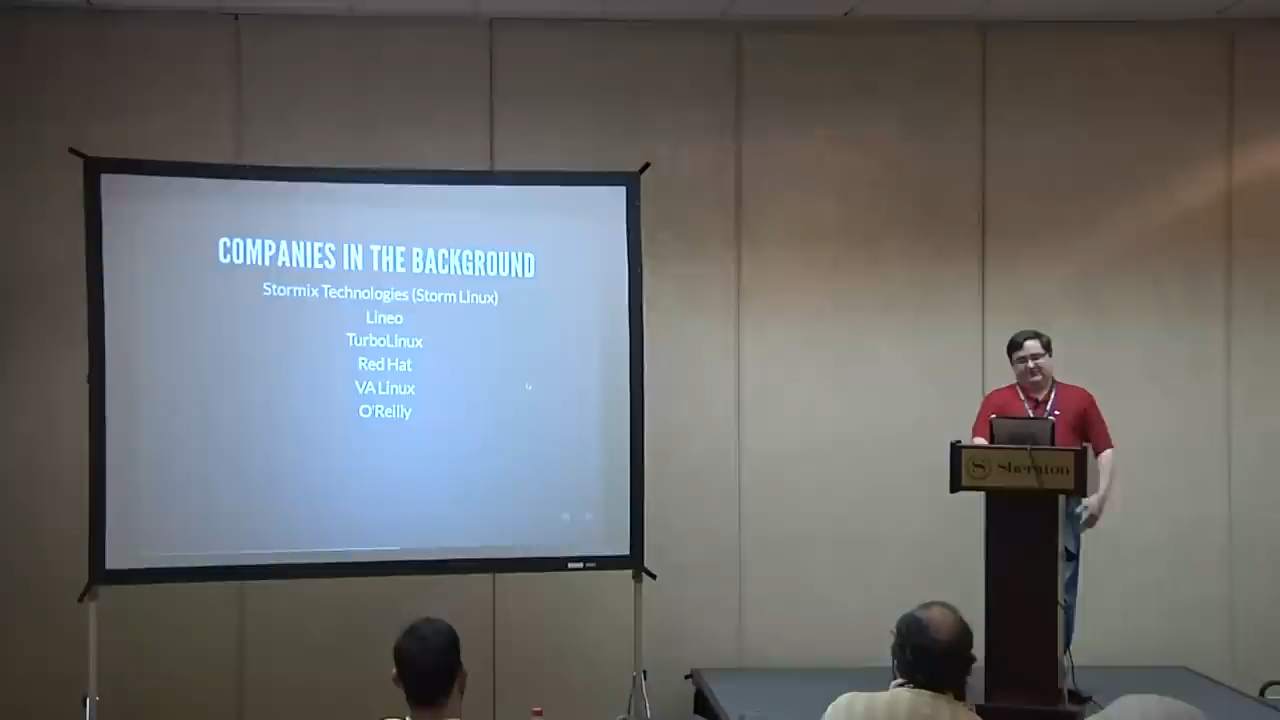 COMPANIES IN THE BACKGROUND
Stormix Technologies (Storm Linux)
Lineo
TurboLinux
Red Hat
VA Linux
O'Reilly
S Sheraton